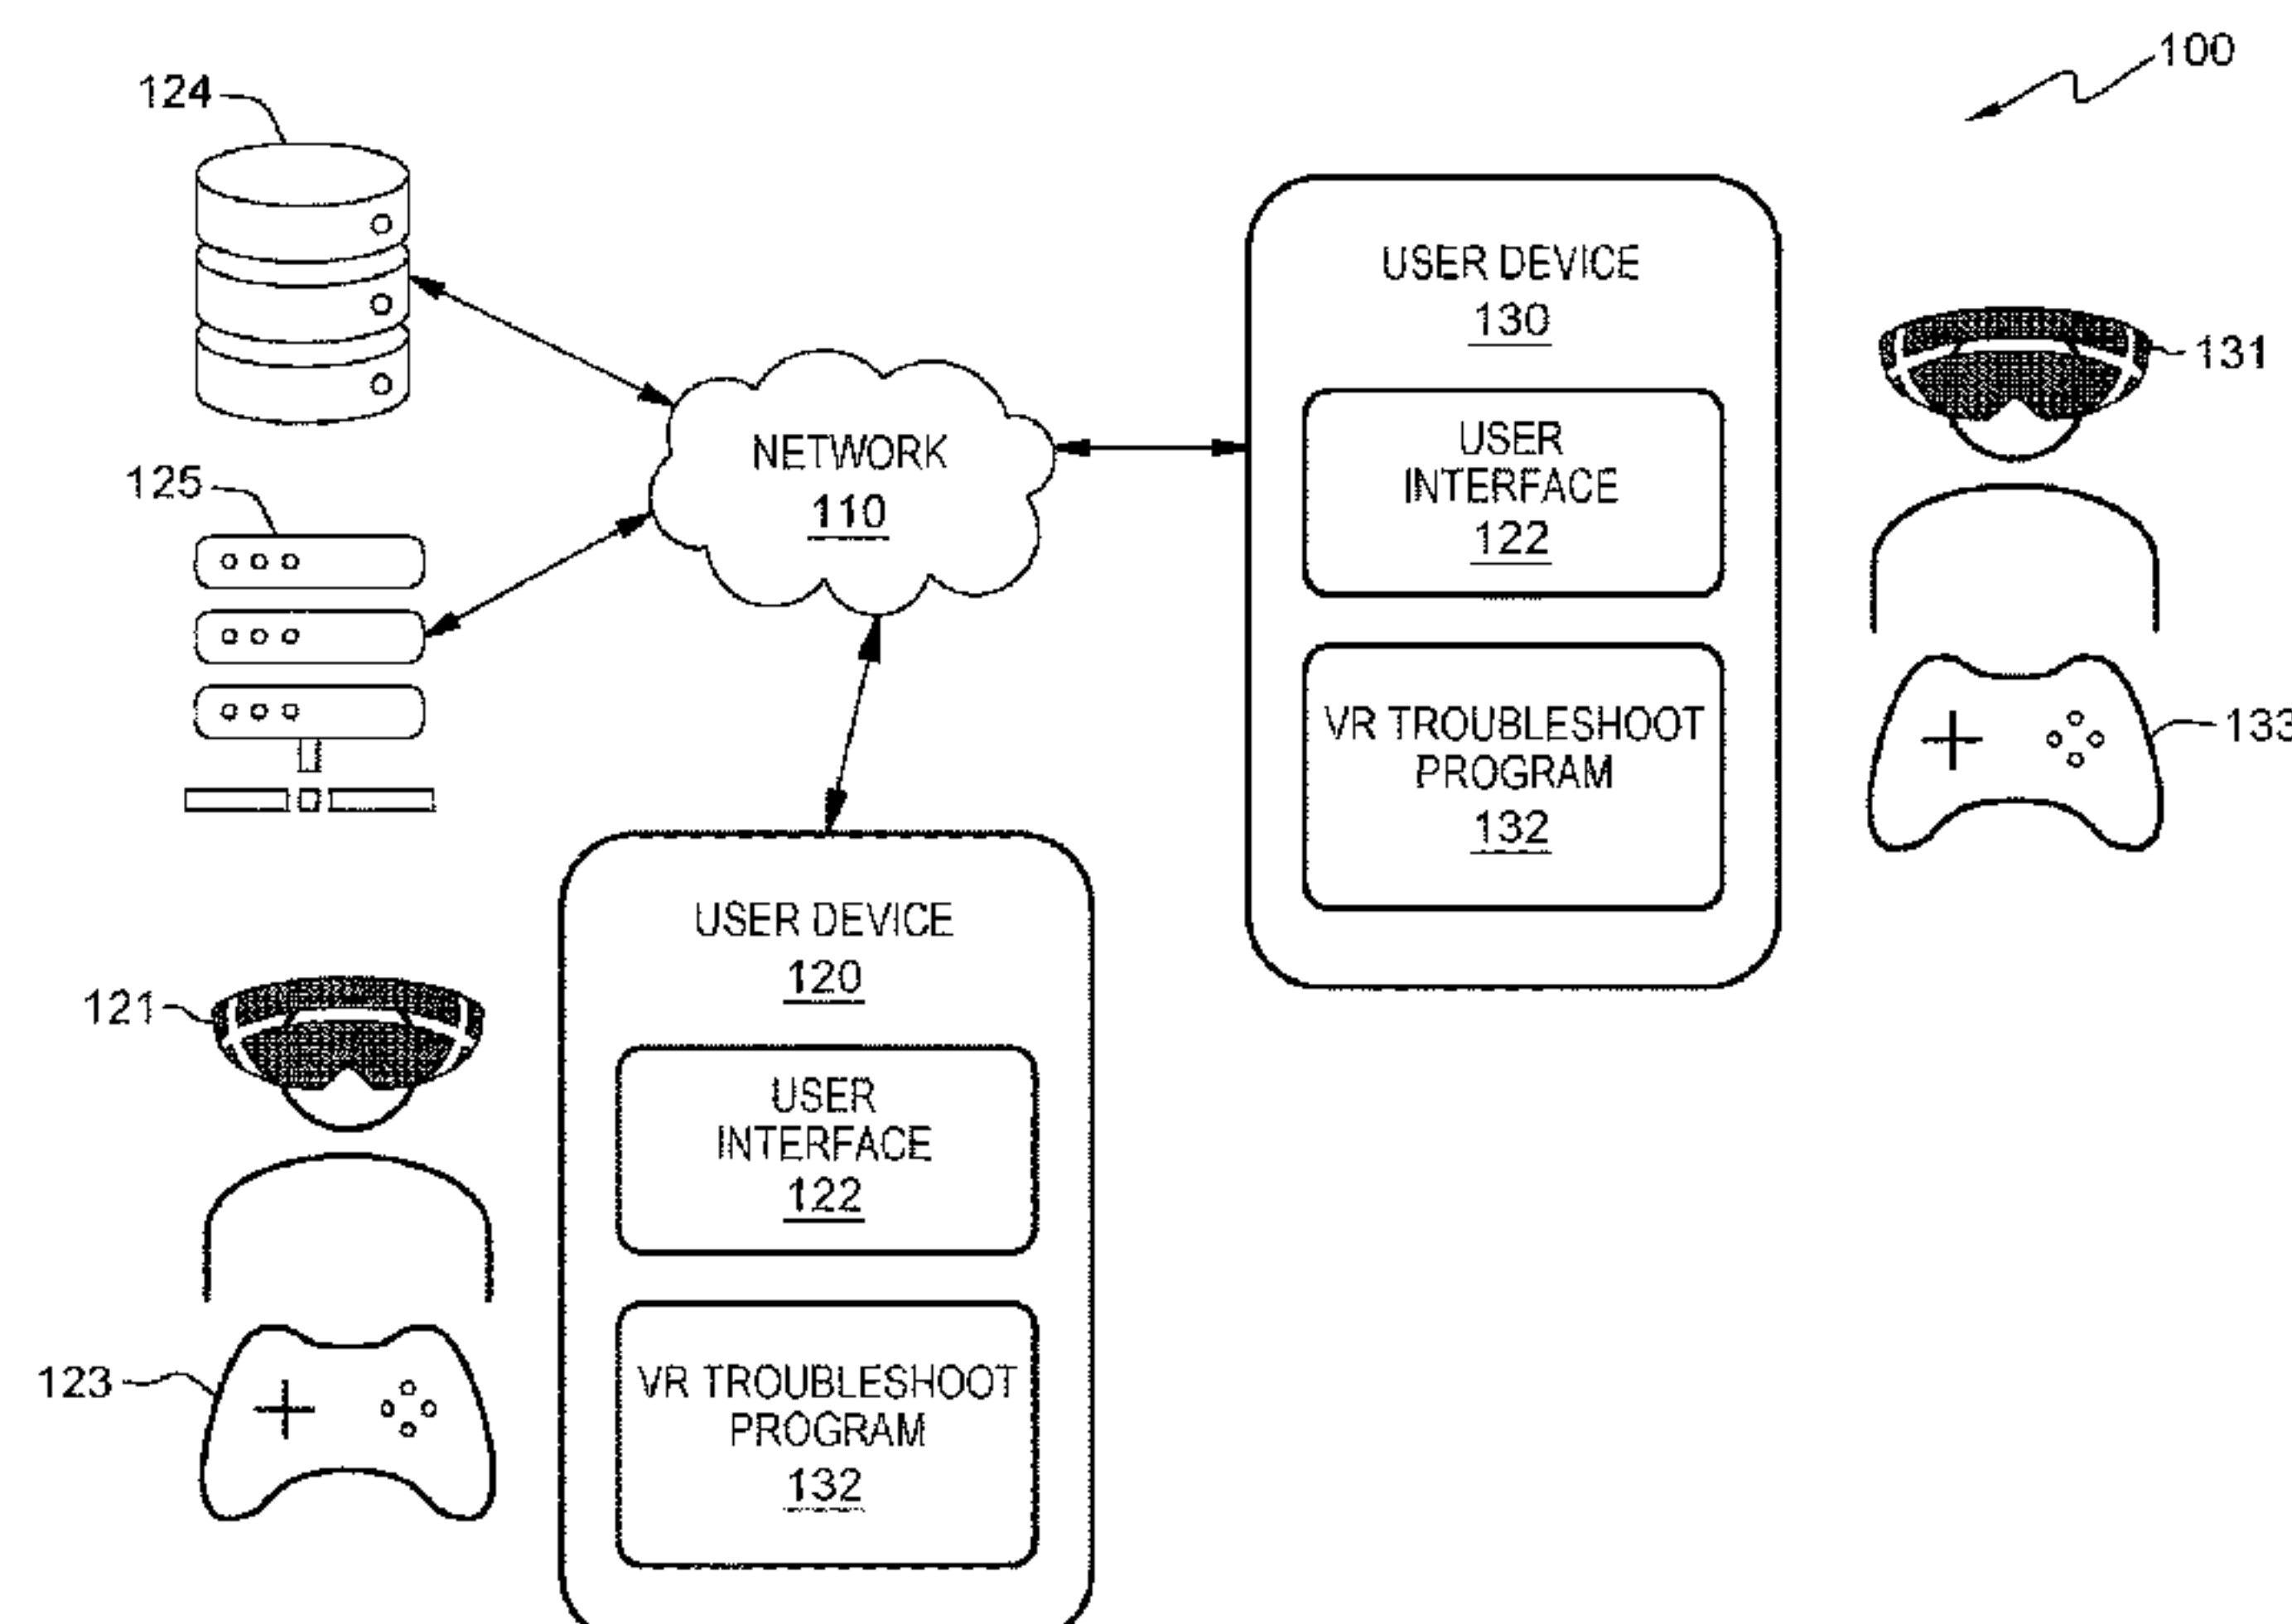 100
124
USER DEVICE
130
131
USER
INTERFACE
122
NETWORK
110
125
VR TROUBLESHOOT
PROGRAM
132
133
USER DEVICE
120
121
USER
INTERFACE
122
123
VR TROUBLESHOOT
PROGRAM
132